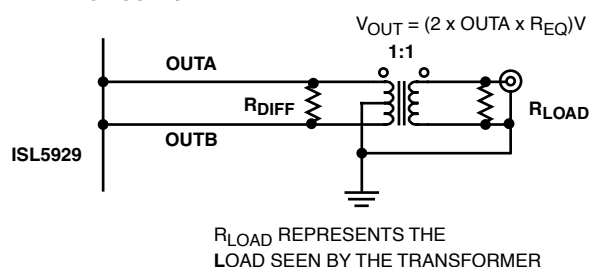 V_OUT = (2 x OUTA x R_EQ)V
1:1
OUTA
R_DIFF
R_LOAD
OUTB
ISL5929
R_LOAD REPRESENTS THE
LOAD SEEN BY THE TRANSFORMER